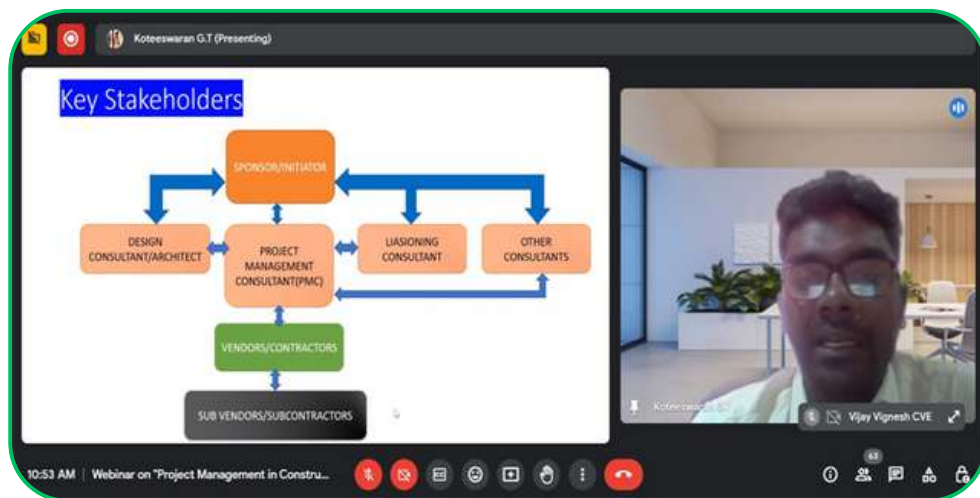 Koteeswaran G.T (Presenting)
Key Stakeholders
SPONSOR/INITIATOR
DESIGN
CONSULTANT/ARCHITECT
PROJECT
MANAGEMENT
CONSULTANT(PMC)
LIASIONING
CONSULTANT
OTHER
CONSULTANTS
VENDORS/CONTRACTORS
SUB VENDORS/SUBCONTRACTORS
Koteeswaran
Vijay Vignesh CVE
10:53 AM | Webinar on "Project Management in Constru...
63